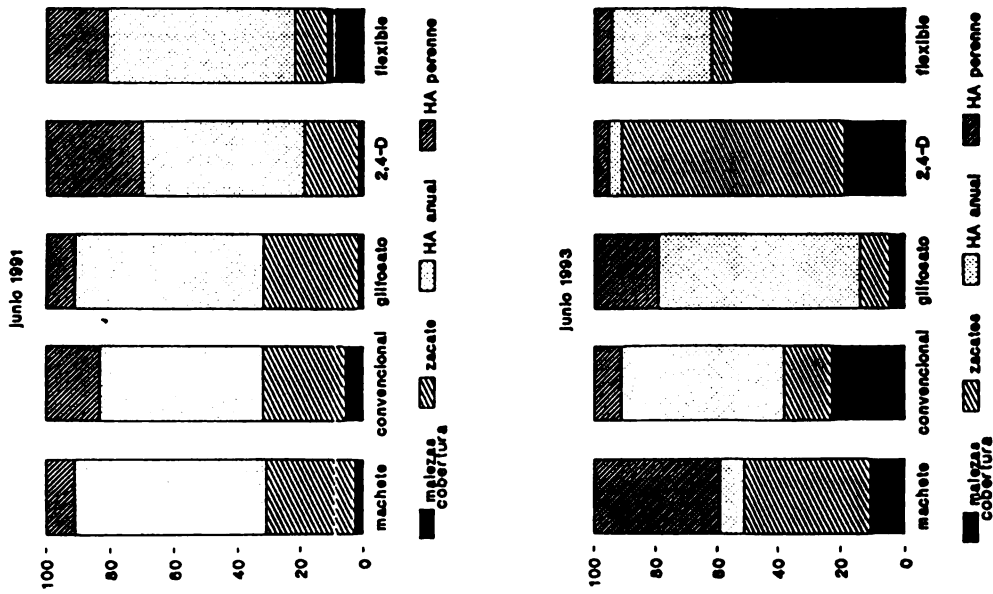 junio 1991
100 -
80 -
60 -
40 -
20 -
0 -
machete convencional glifosato 2,4-D flexible
malezas cobertura zacate HA anual HA perenne
junio 1993
100 -
80 -
60 -
40 -
20 -
0 -
machete convencional glifosato 2,4-D flexible
malezas cobertura zacates HA anual HA perenne